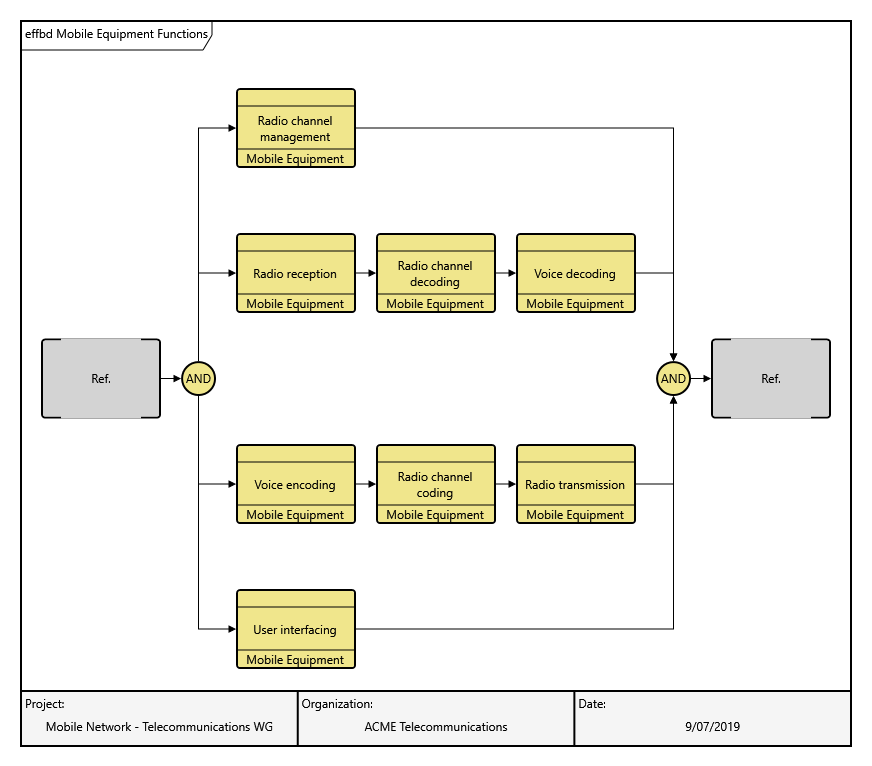 effbd Mobile Equipment Functions
Radio channel
management
Mobile Equipment
Radio reception
Mobile Equipment
Radio channel
decoding
Mobile Equipment
Voice decoding
Mobile Equipment
Ref.
AND
AND
Ref.
Voice encoding
Mobile Equipment
Radio channel
coding
Mobile Equipment
Radio transmission
Mobile Equipment
User interfacing
Mobile Equipment
Project:
Mobile Network - Telecommunications WG
Organization:
ACME Telecommunications
Date:
9/07/2019